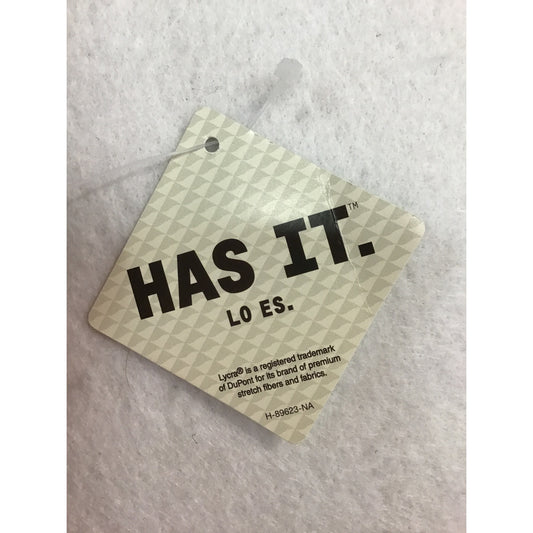 HAS IT.™
LO ES.
Lycra® is a registered trademark
of DuPont for its brand of premium
stretch fibers and fabrics.
H-89623-NA